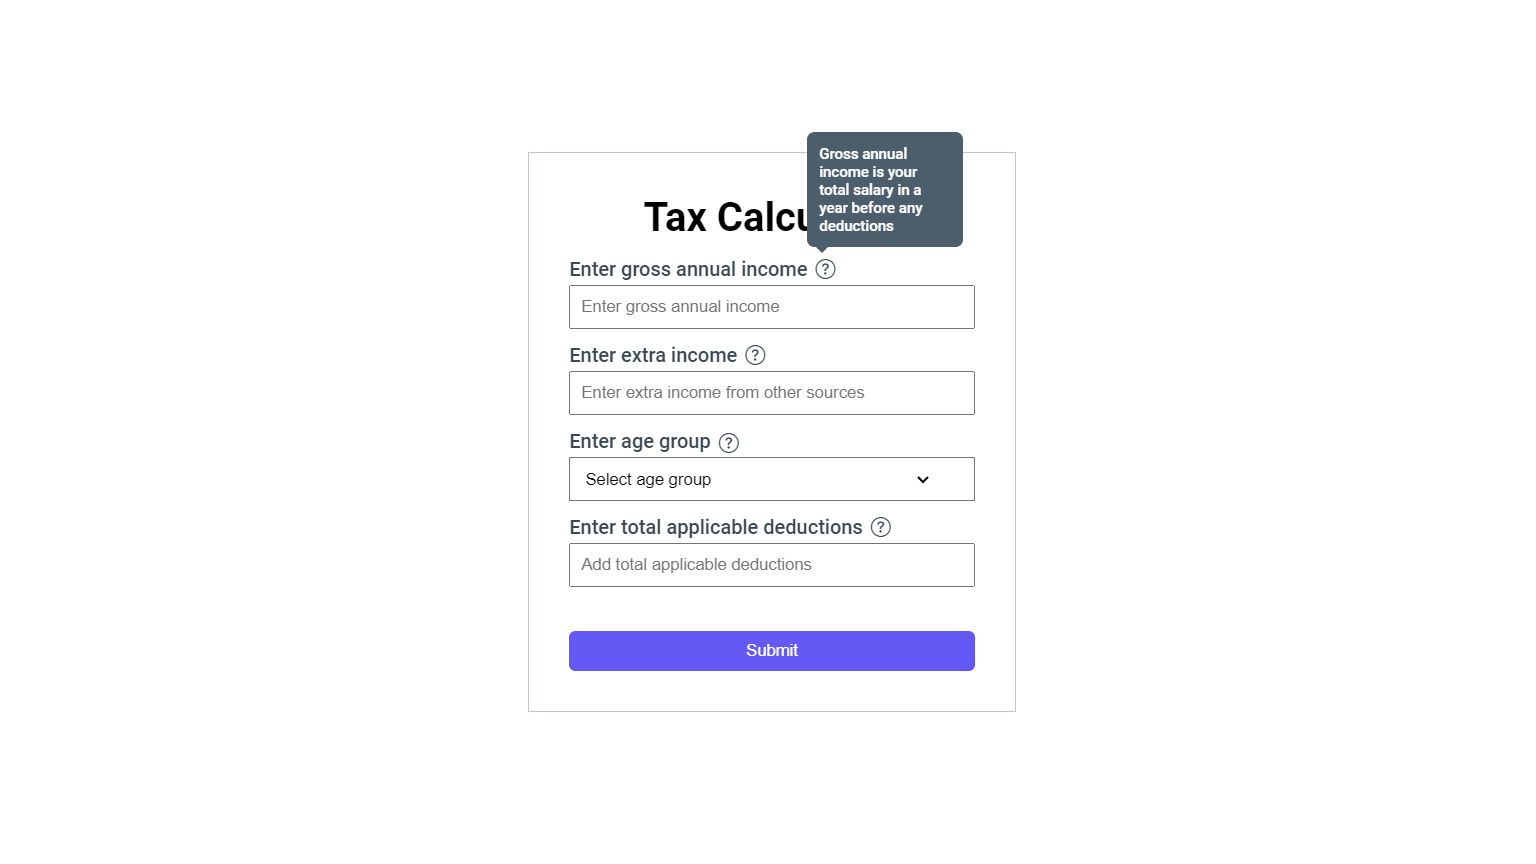 Gross annual
income is your
total salary in a
year before any
deductions
Tax Calcu
Enter gross annual income ?
Enter gross annual income
Enter extra income ?
Enter extra income from other sources
Enter age group ?
Select age group
Enter total applicable deductions ?
Add total applicable deductions
Submit